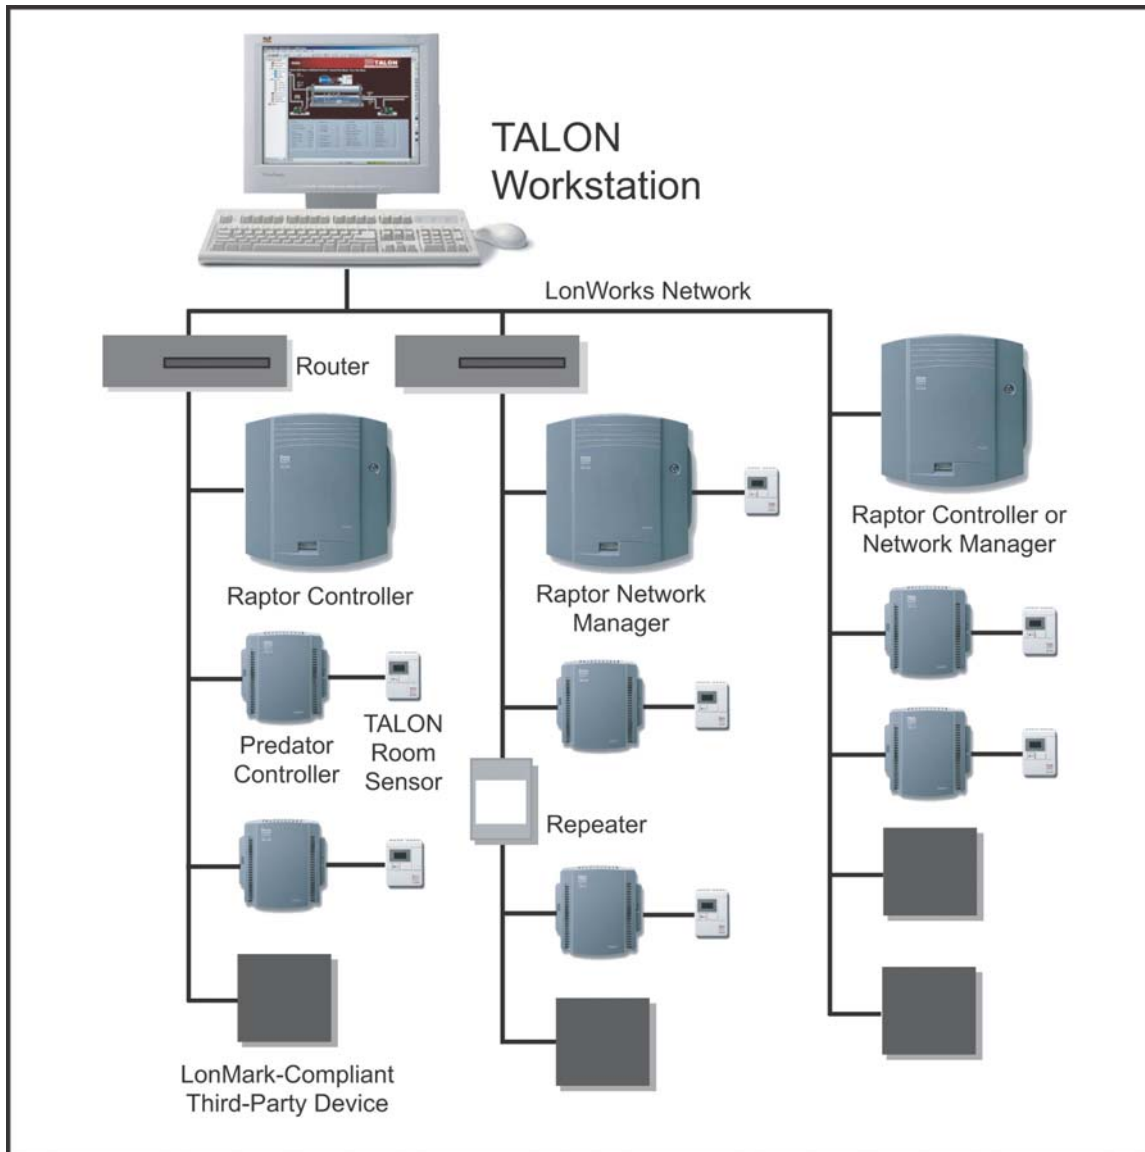 TALON
TALON
Workstation
LonWorks Network
Router
Raptor Controller
Raptor Network
Manager
Raptor Controller or
Network Manager
Predator
Controller
TALON
Room
Sensor
Repeater
LonMark-Compliant
Third-Party Device